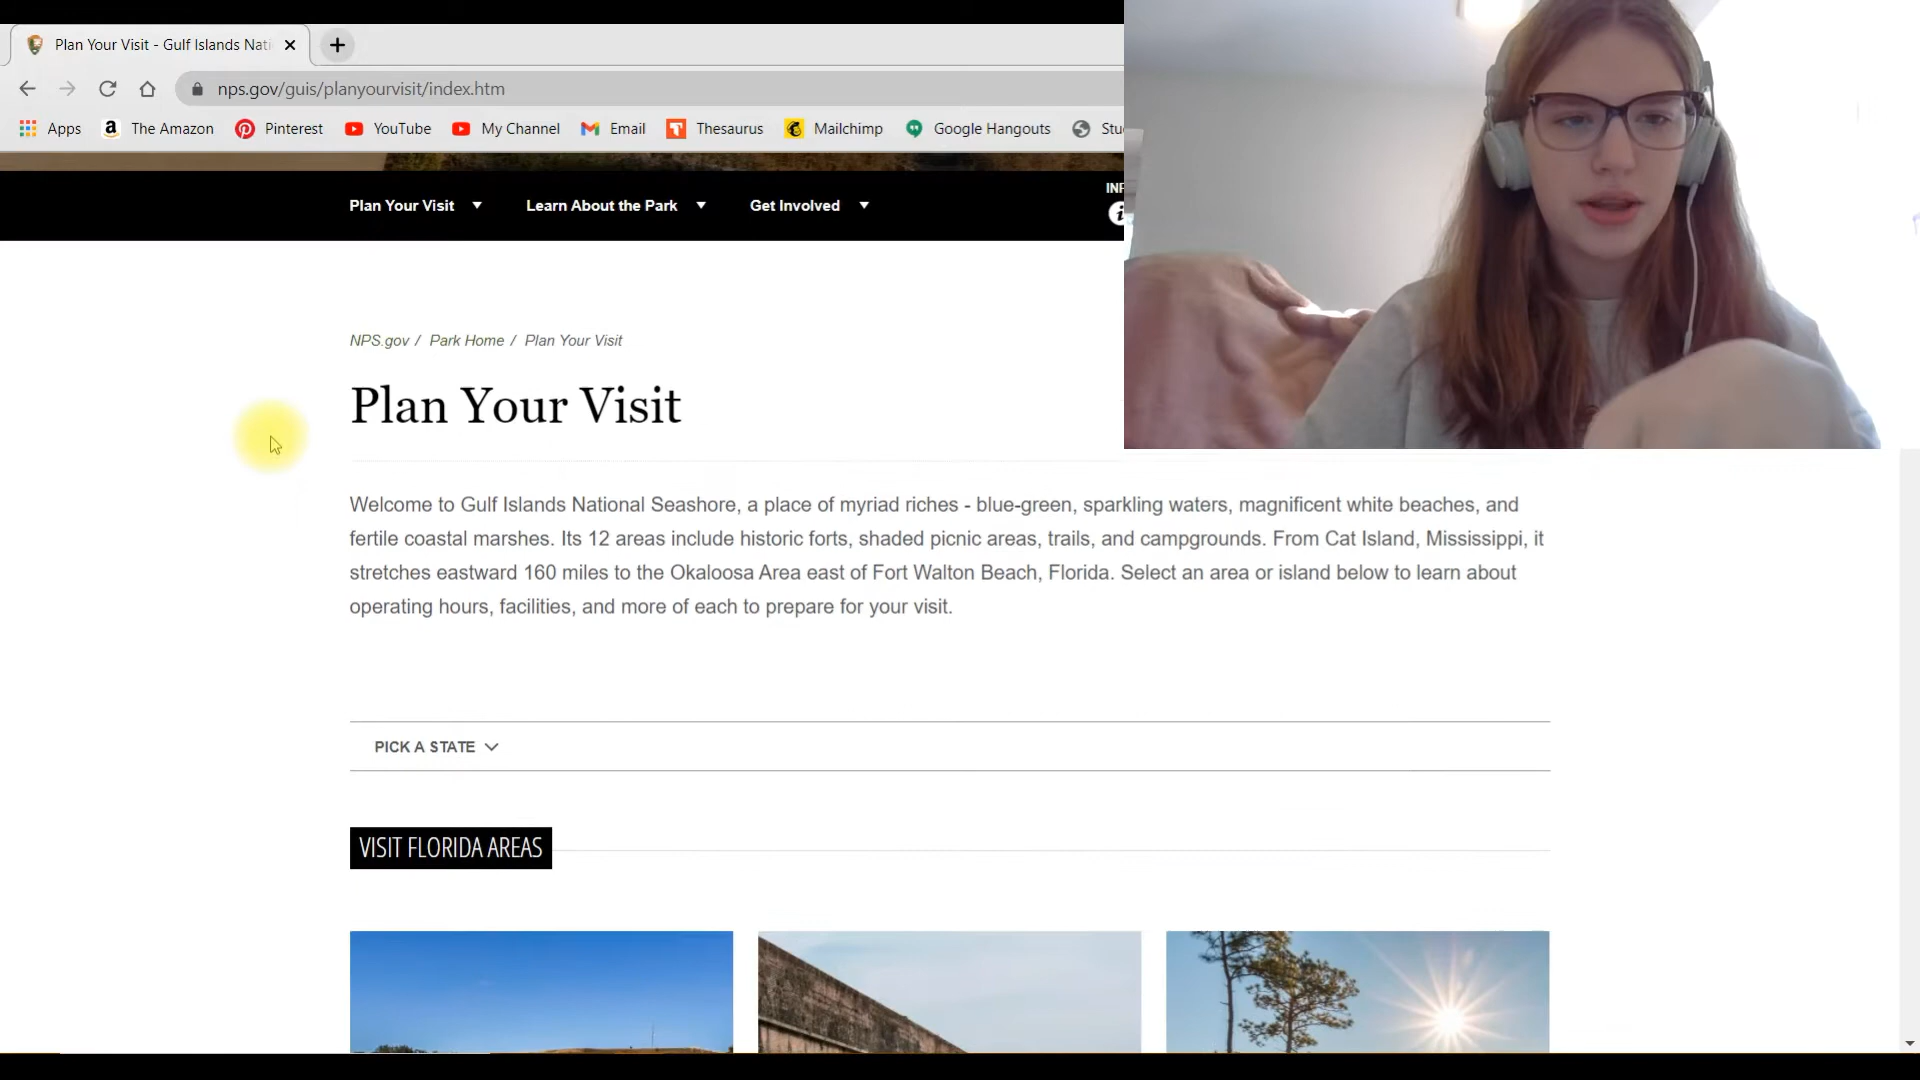 Plan Your Visit - Gulf Islands Nati
nps.gov/guis/planyourvisit/index.htm
Apps The Amazon Pinterest YouTube My Channel Email Thesaurus Mailchimp Google Hangouts Stu
Plan Your Visit Learn About the Park Get Involved INF
NPS.gov / Park Home / Plan Your Visit
Plan Your Visit
Welcome to Gulf Islands National Seashore, a place of myriad riches - blue-green, sparkling waters, magnificent white beaches, and
fertile coastal marshes. Its 12 areas include historic forts, shaded picnic areas, trails, and campgrounds. From Cat Island, Mississippi, it
stretches eastward 160 miles to the Okaloosa Area east of Fort Walton Beach, Florida. Select an area or island below to learn about
operating hours, facilities, and more of each to prepare for your visit.
PICK A STATE
VISIT FLORIDA AREAS